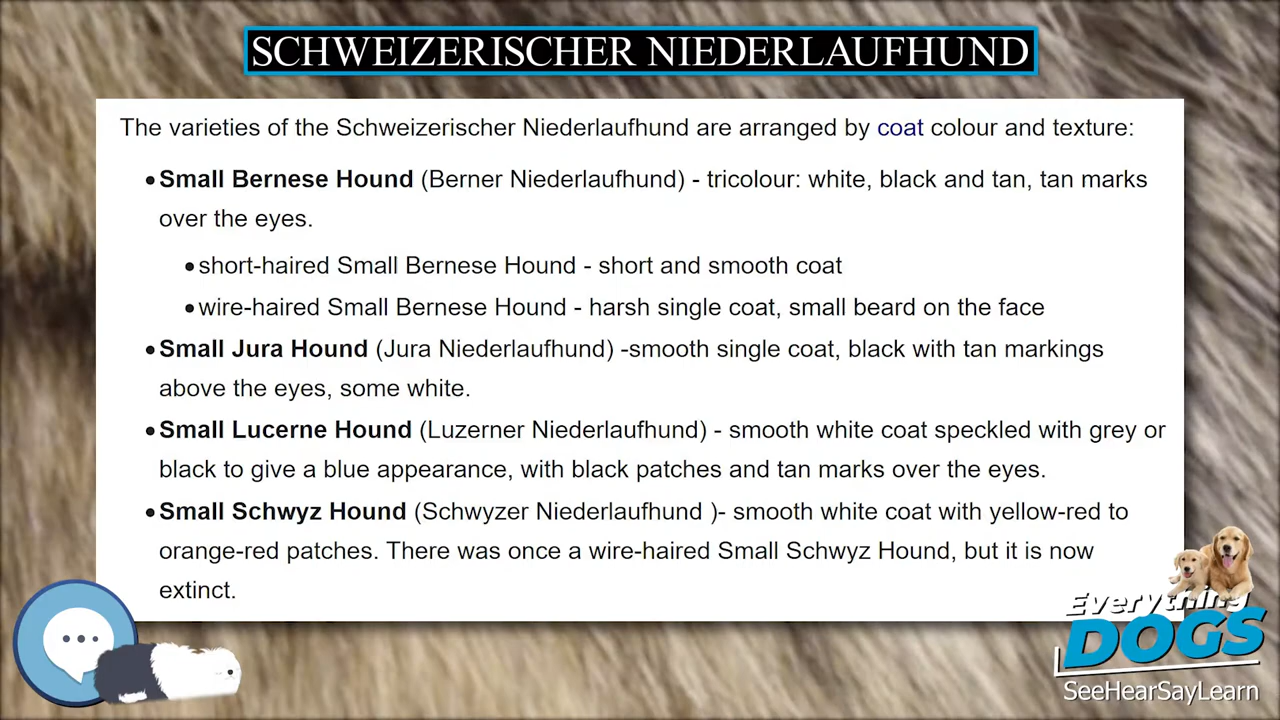 SCHWEIZERISCHER NIEDERLAUFHUND
The varieties of the Schweizerischer Niederlaufhund are arranged by coat colour and texture:
•Small Bernese Hound (Berner Niederlaufhund) - tricolour: white, black and tan, tan marks
over the eyes.
•short-haired Small Bernese Hound - short and smooth coat
•wire-haired Small Bernese Hound - harsh single coat, small beard on the face
•Small Jura Hound (Jura Niederlaufhund) -smooth single coat, black with tan markings
above the eyes, some white.
•Small Lucerne Hound (Luzerner Niederlaufhund) - smooth white coat speckled with grey or
black to give a blue appearance, with black patches and tan marks over the eyes.
•Small Schwyz Hound (Schwyzer Niederlaufhund )- smooth white coat with yellow-red to
orange-red patches. There was once a wire-haired Small Schwyz Hound, but it is now
extinct.
Everything
DOGS
SeeHearSayLearn